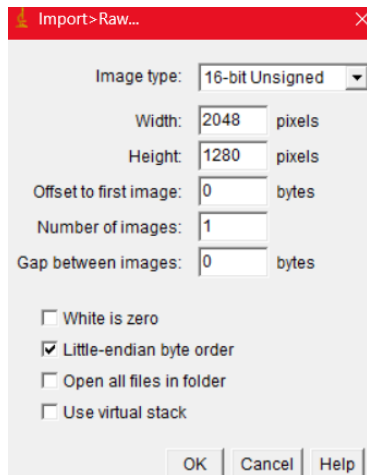 Import>Raw...
Image type: 16-bit Unsigned
Width: 2048 pixels
Height: 1280 pixels
Offset to first image: 0 bytes
Number of images: 1
Gap between images: 0 bytes
White is zero
Little-endian byte order
Open all files in folder
Use virtual stack
OK Cancel Help